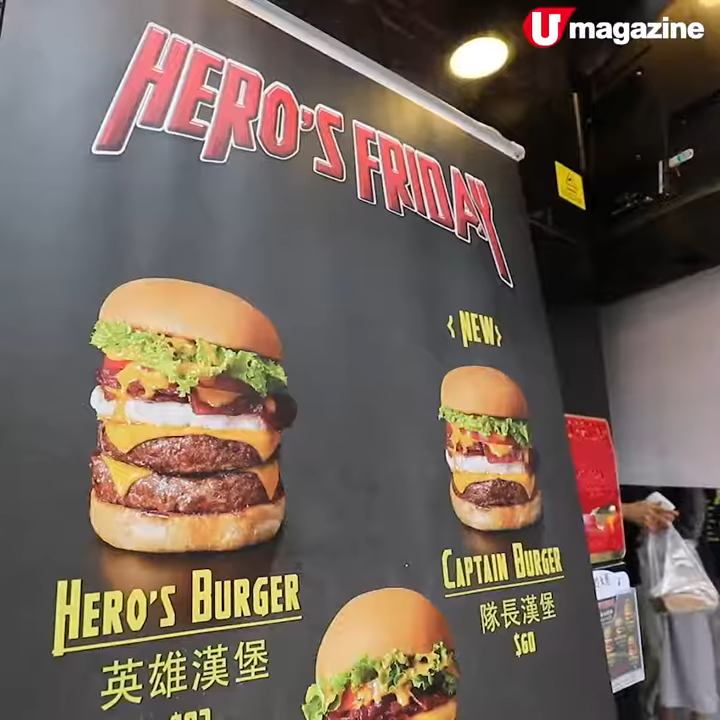 U magazine
HERO'S FRIDAY
< NEW >
HERO'S BURGER
英雄漢堡
CAPTAIN BURGER
隊長漢堡
$60